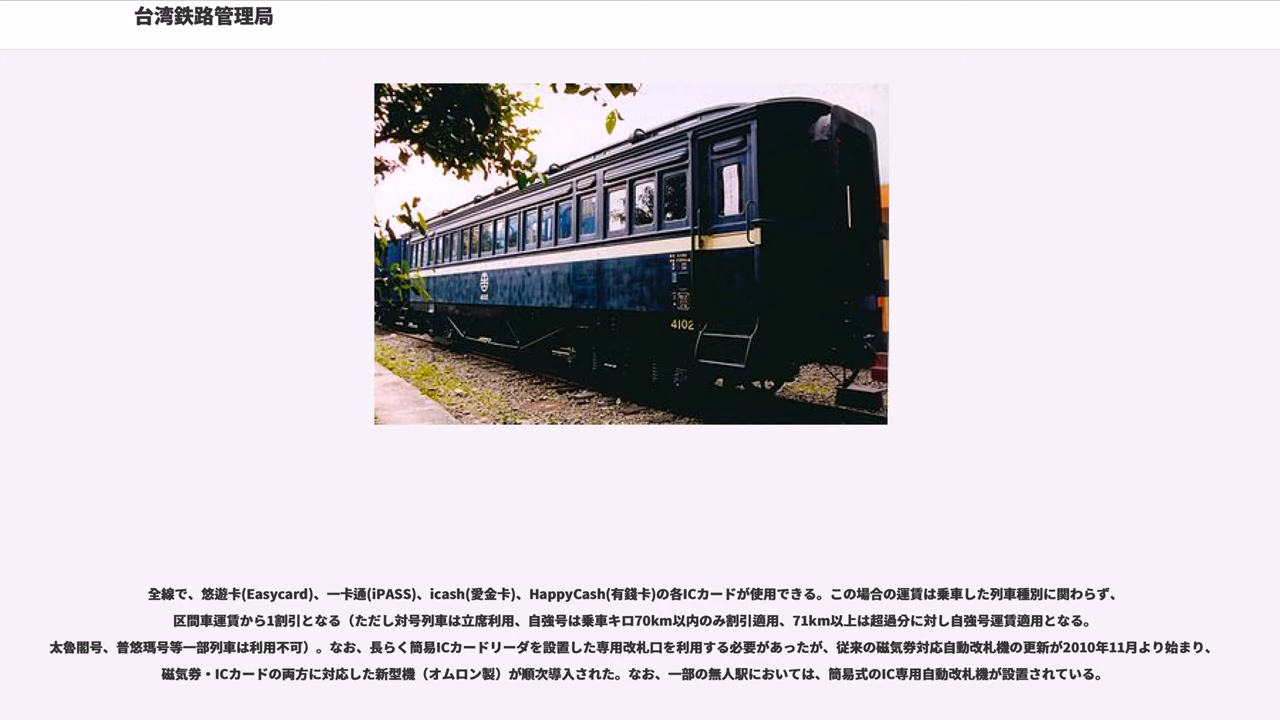 台湾鉄路管理局
4102
全線で、悠遊卡(Easycard)、一卡通(iPASS)、icash(愛金卡)、HappyCash(有錢卡)の各ICカードが使用できる。この場合の運賃は乗車した列車種別に関わらず、
区間車運賃から1割引となる（ただし対号列車は立席利用、自強号は乗車キロ70km以内のみ割引適用、71km以上は超過分に対し自強号運賃適用となる。
太魯閣号、普悠瑪号等一部列車は利用不可）。なお、長らく簡易ICカードリーダを設置した専用改札口を利用する必要があったが、従来の磁気券対応自動改札機の更新が2010年11月より始まり、
磁気券・ICカードの両方に対応した新型機（オムロン製）が順次導入された。なお、一部の無人駅においては、簡易式のIC専用自動改札機が設置されている。